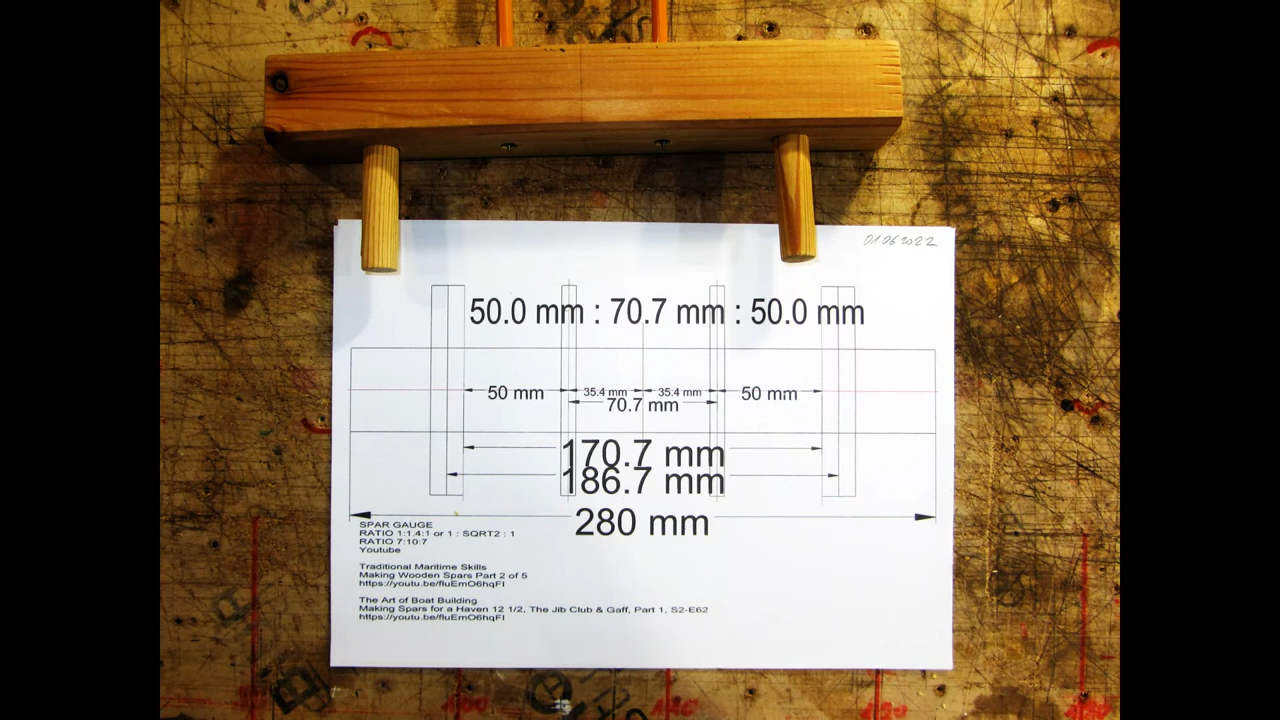 01.06.2022
50.0 mm : 70.7 mm : 50.0 mm
50 mm 35.4 mm 35.4 mm 50 mm
70.7 mm
170.7 mm
186.7 mm
280 mm
SPAR GAUGE
RATIO 1:1.4:1 or 1 : SQRT2 : 1
RATIO 7:10:7
Youtube
Traditional Maritime Skills
Making Wooden Spars Part 2 of 5
https://youtu.be/fluEmO6hqFI
The Art of Boat Building
Making Spars for a Haven 12 1/2, The Jib Club & Gaff, Part 1, S2-E62
https://youtu.be/fluEmO6hqFI